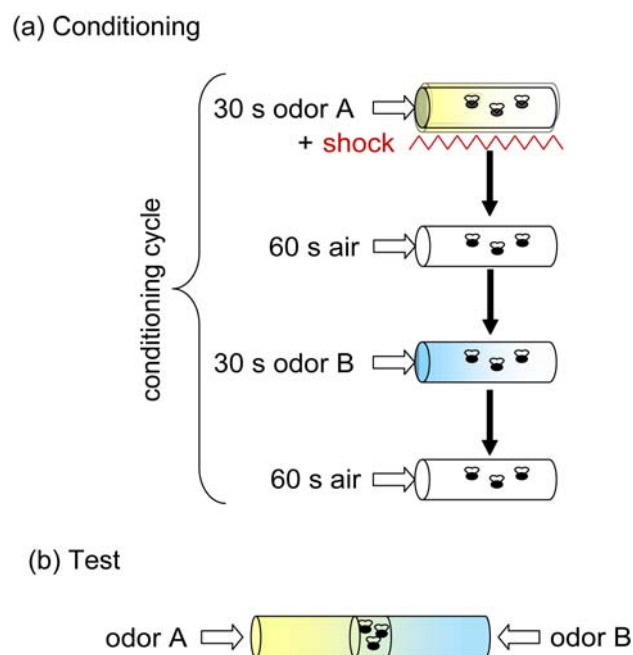 (a) Conditioning
30 s odor A
+ shock
60 s air
conditioning cycle
30 s odor B
60 s air
(b) Test
odor A
odor B